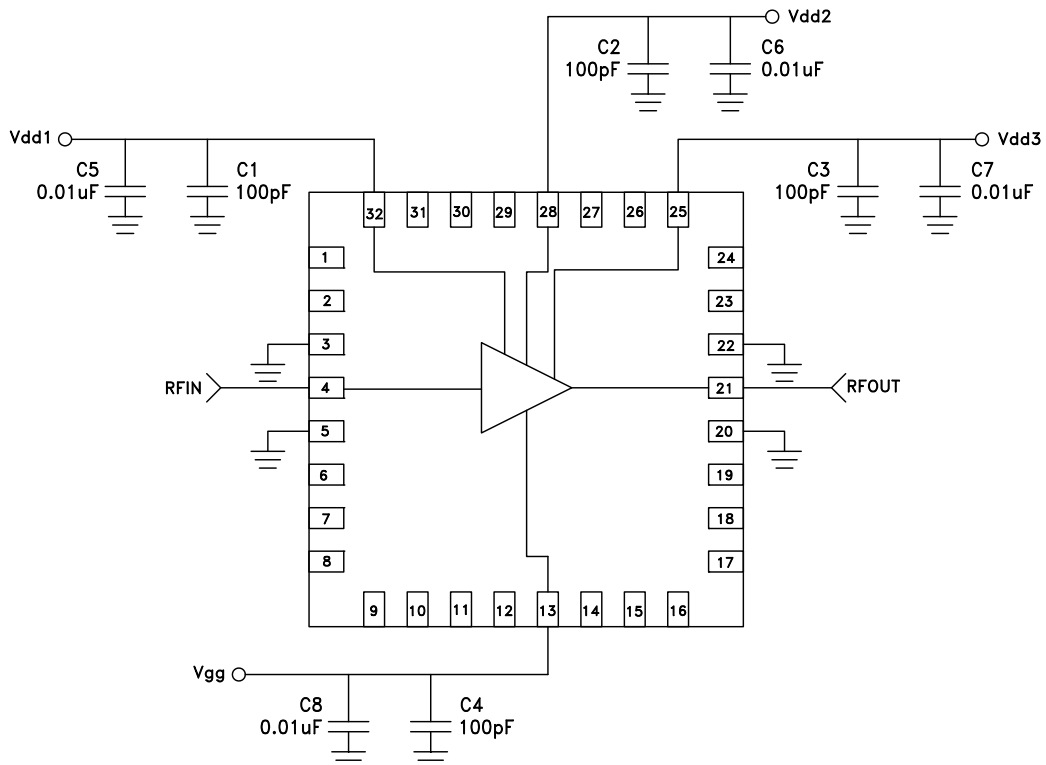 Vdd2
C2
100pF
C6
0.01uF
Vdd1
Vdd3
C5
0.01uF
C1
100pF
C3
100pF
C7
0.01uF
32 31 30 29 28 27 26 25
1 24
2 23
3 22
RFIN 4 21 RFOUT
5 20
6 19
7 18
8 17
9 10 11 12 13 14 15 16
Vgg
C8
0.01uF
C4
100pF